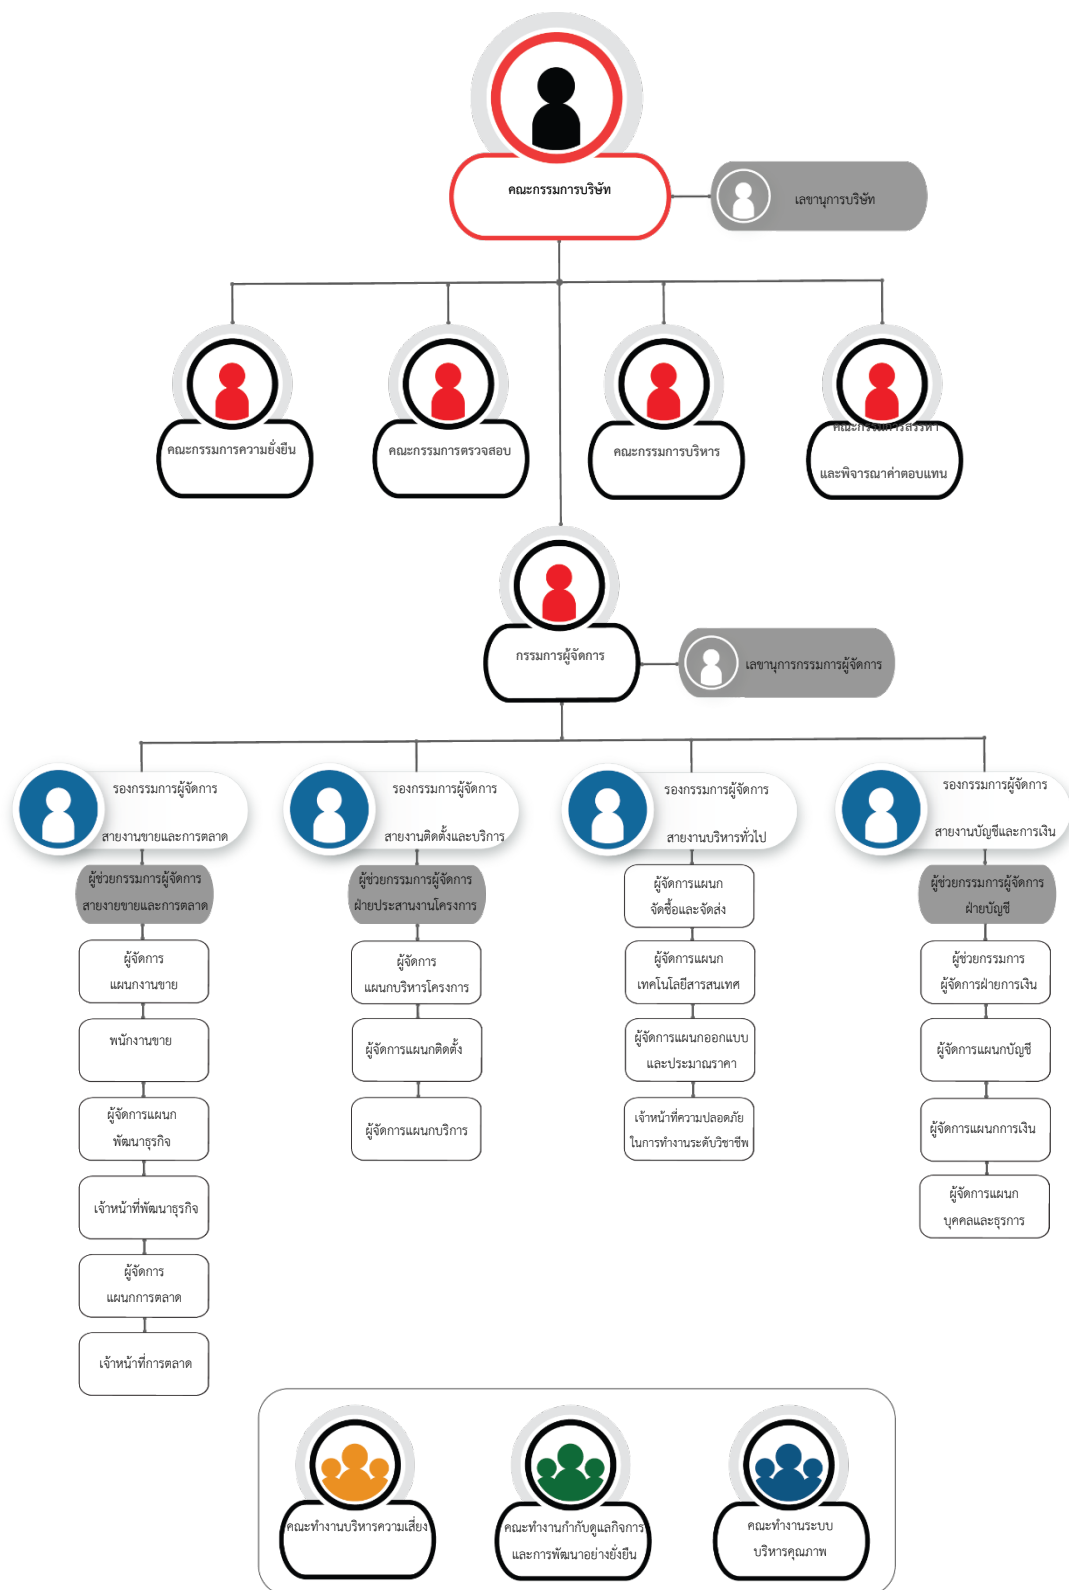 คณะกรรมการบริษัท
เลขานุการบริษัท
คณะกรรมการความยั่งยืน
คณะกรรมการตรวจสอบ
คณะกรรมการบริหาร
คณะกรรมการสรรหา
และพิจารณาค่าตอบแทน
กรรมการผู้จัดการ
เลขานุการกรรมการผู้จัดการ
รองกรรมการผู้จัดการ
สายงานขายและการตลาด
รองกรรมการผู้จัดการ
สายงานติดตั้งและบริการ
รองกรรมการผู้จัดการ
สายงานบริหารทั่วไป
รองกรรมการผู้จัดการ
สายงานบัญชีและการเงิน
ผู้ช่วยกรรมการผู้จัดการ
สายงายขายและการตลาด
ผู้จัดการ
แผนกงานขาย
พนักงานขาย
ผู้จัดการแผนก
พัฒนาธุรกิจ
เจ้าหน้าที่พัฒนาธุรกิจ
ผู้จัดการ
แผนกการตลาด
เจ้าหน้าที่การตลาด
ผู้ช่วยกรรมการผู้จัดการ
ฝ่ายประสานงานโครงการ
ผู้จัดการ
แผนกบริหารโครงการ
ผู้จัดการแผนกติดตั้ง
ผู้จัดการแผนกบริการ
ผู้จัดการแผนก
จัดซื้อและจัดส่ง
ผู้จัดการแผนก
เทคโนโลยีสารสนเทศ
ผู้จัดการแผนกออกแบบ
และประมาณราคา
เจ้าหน้าที่ความปลอดภัย
ในการทำงานระดับวิชาชีพ
ผู้ช่วยกรรมการผู้จัดการ
ฝ่ายบัญชี
ผู้ช่วยกรรมการ
ผู้จัดการฝ่ายการเงิน
ผู้จัดการแผนกบัญชี
ผู้จัดการแผนกการเงิน
ผู้จัดการแผนก
บุคคลและธุรการ
คณะทำงานบริหารความเสี่ยง
คณะทำงานกำกับดูแลกิจการ
และการพัฒนาอย่างยั่งยืน
คณะทำงานระบบ
บริหารคุณภาพ